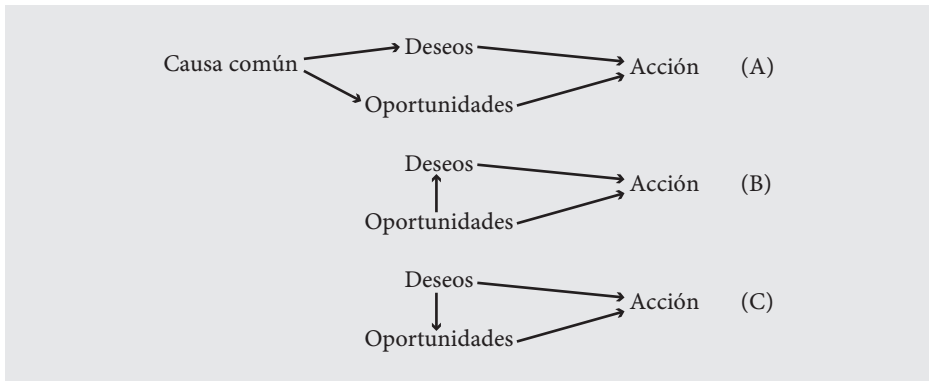 Deseos
Causa común Acción (A)
Oportunidades
Deseos
Acción (B)
Oportunidades
Deseos
Acción (C)
Oportunidades